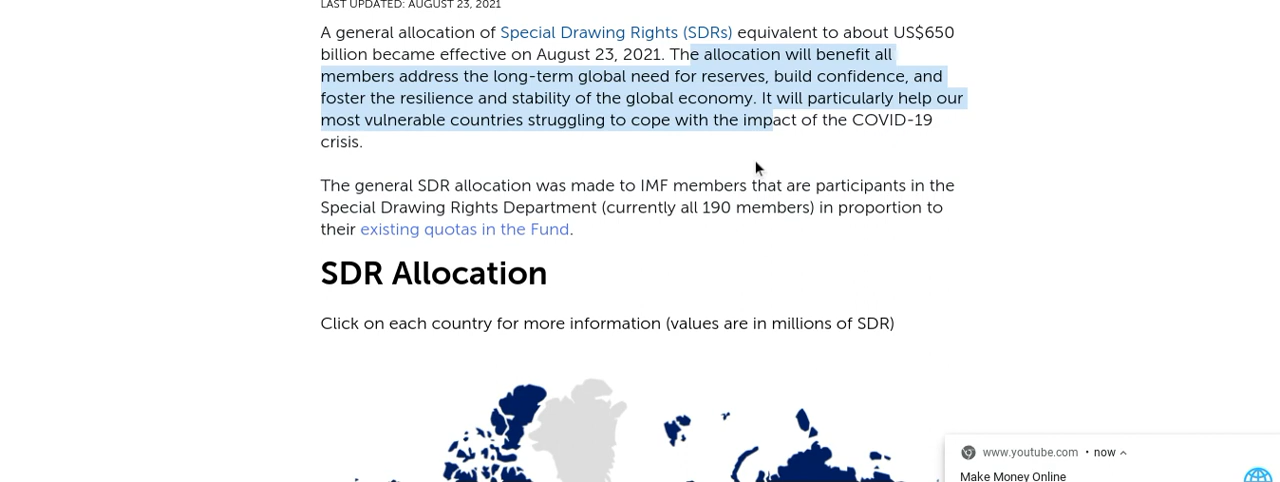 LAST UPDATED: AUGUST 23, 2021
A general allocation of Special Drawing Rights (SDRs) equivalent to about US$650
billion became effective on August 23, 2021. The allocation will benefit all
members address the long-term global need for reserves, build confidence, and
foster the resilience and stability of the global economy. It will particularly help our
most vulnerable countries struggling to cope with the impact of the COVID-19
crisis.
The general SDR allocation was made to IMF members that are participants in the
Special Drawing Rights Department (currently all 190 members) in proportion to
their existing quotas in the Fund.
SDR Allocation
Click on each country for more information (values are in millions of SDR)
www.youtube.com • now
Make Money Online